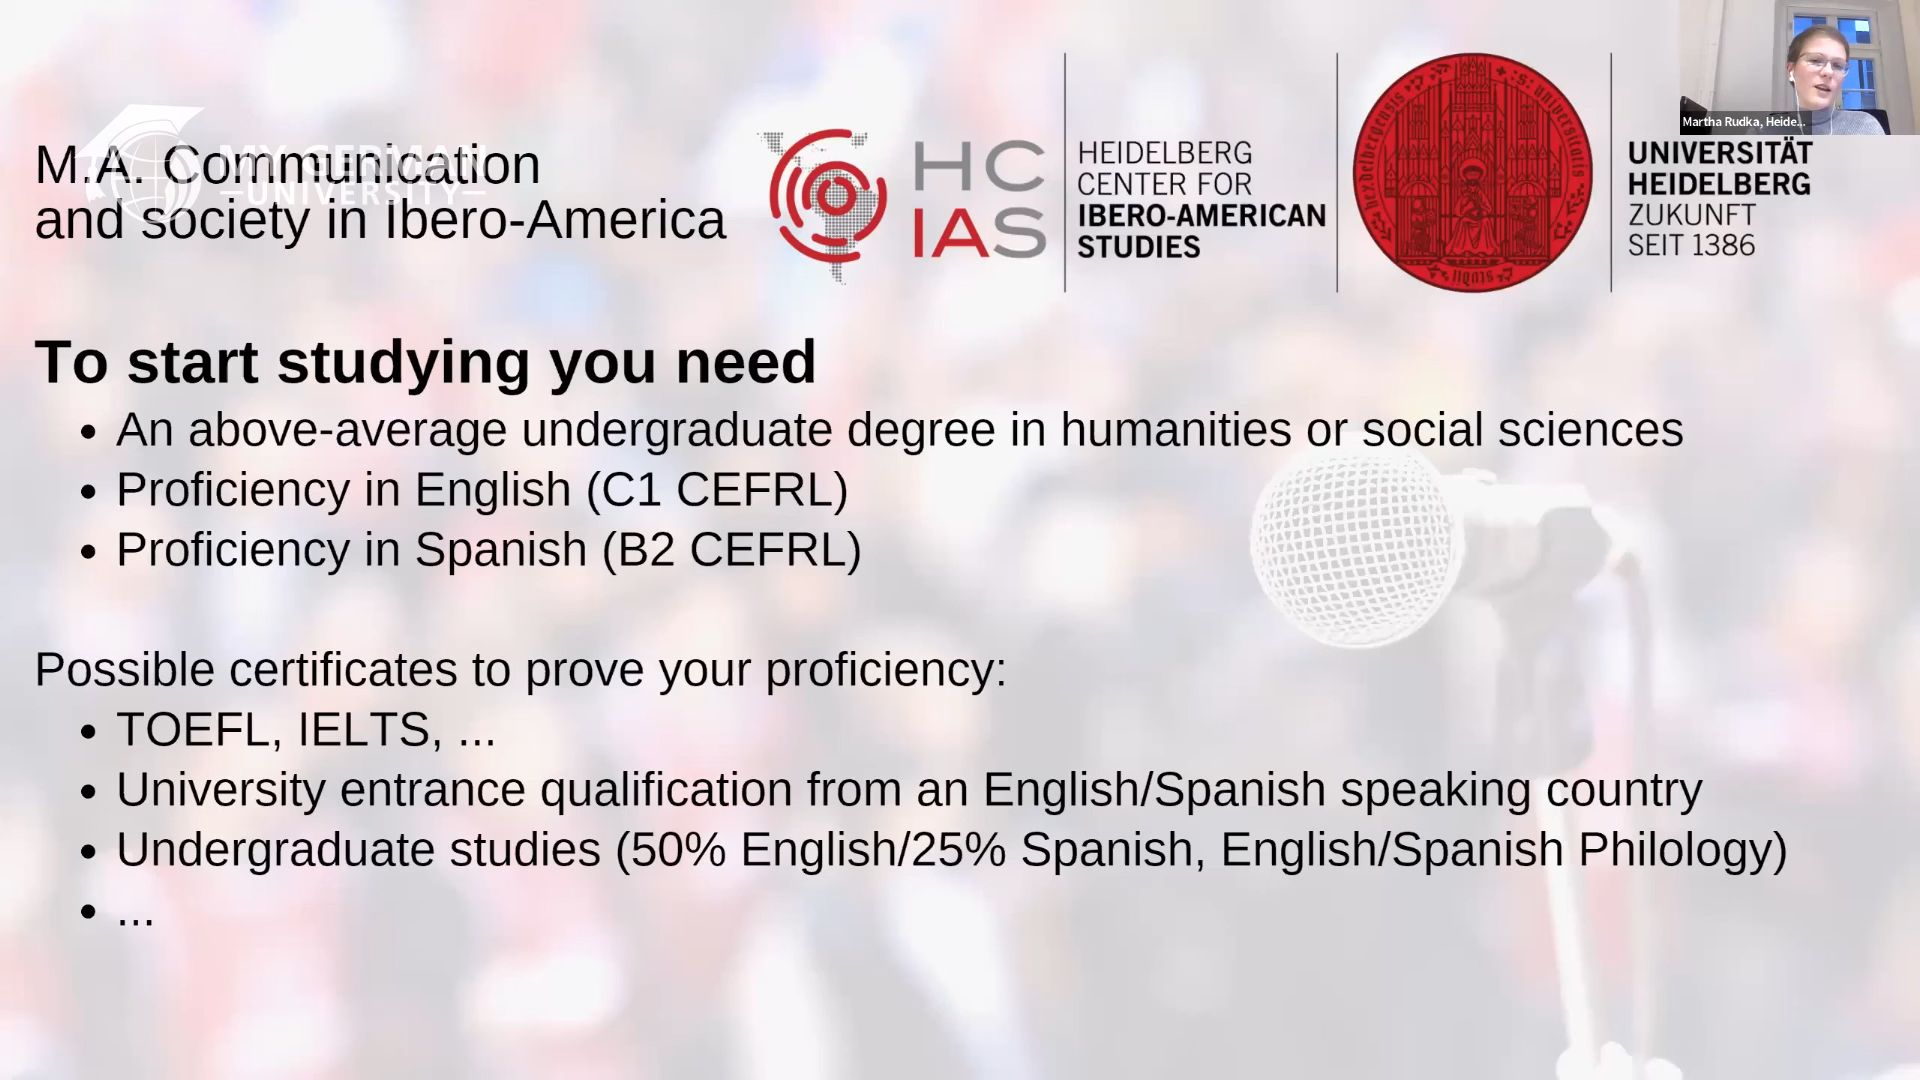 Martha Rudka, Heide...
MY GERMAN
UNIVERSITY
M.A. Communication
and society in Ibero-America
HC
IAS
HEIDELBERG
CENTER FOR
IBERO-AMERICAN
STUDIES
UNIVERSITÄT
HEIDELBERG
ZUKUNFT
SEIT 1386
To start studying you need
• An above-average undergraduate degree in humanities or social sciences
• Proficiency in English (C1 CEFRL)
• Proficiency in Spanish (B2 CEFRL)
Possible certificates to prove your proficiency:
• TOEFL, IELTS, ...
• University entrance qualification from an English/Spanish speaking country
• Undergraduate studies (50% English/25% Spanish, English/Spanish Philology)
• ...